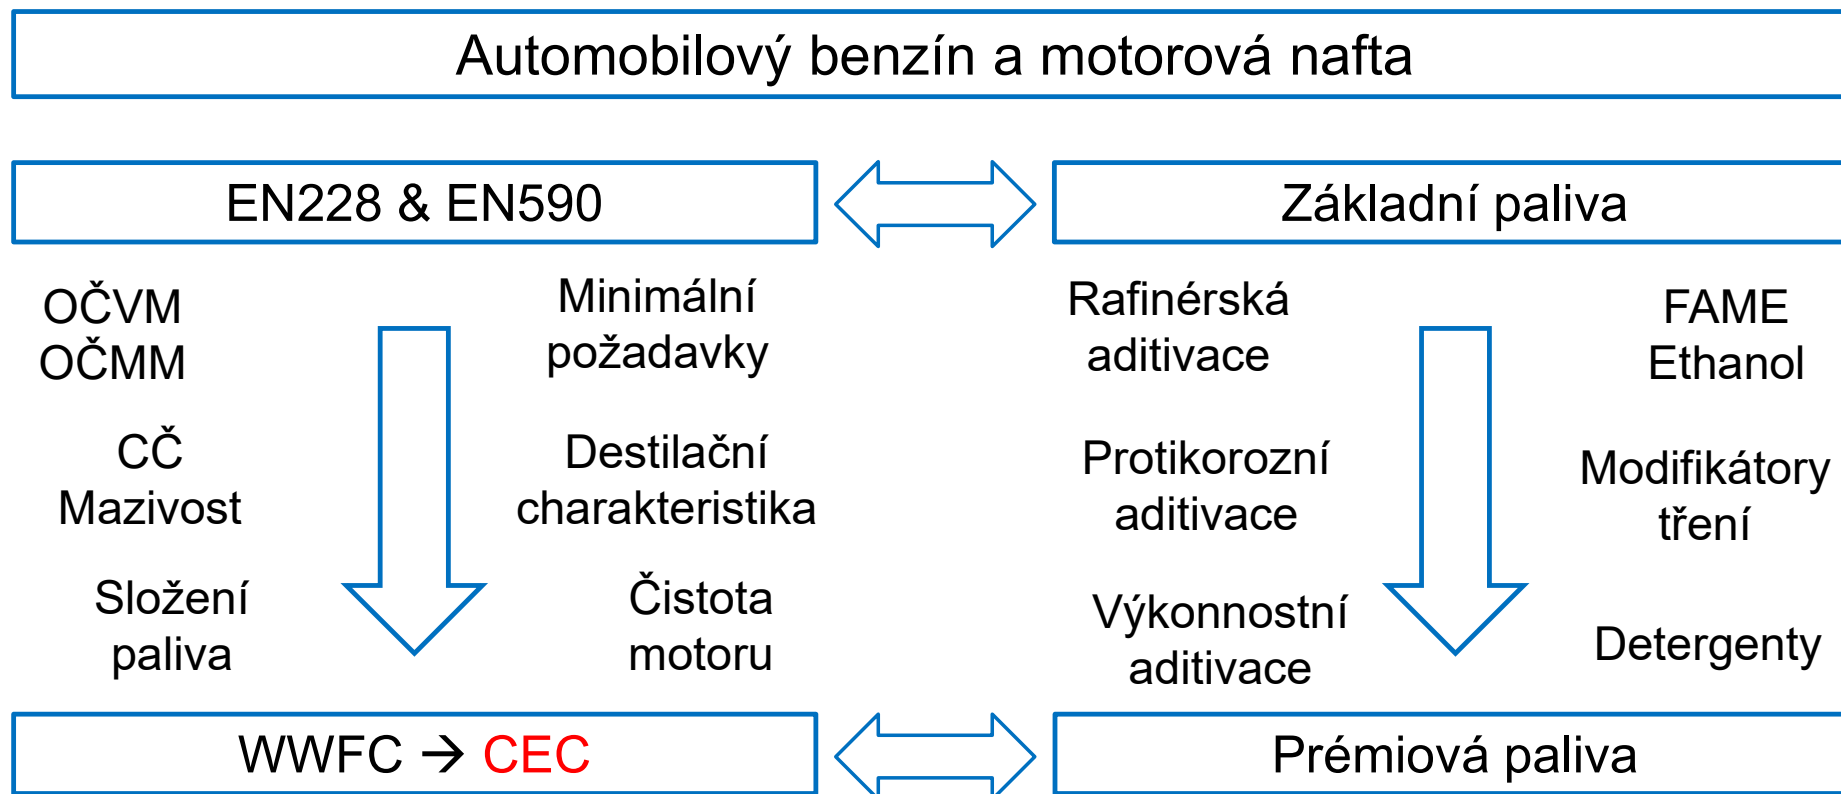 Automobilový benzín a motorová nafta
EN228 & EN590
Základní paliva
OČVM
OČMM
Minimální
požadavky
Rafinérská
aditivace
FAME
Ethanol
CČ
Mazivost
Destilační
charakteristika
Protikorozní
aditivace
Modifikátory
tření
Složení
paliva
Čistota
motoru
Výkonnostní
aditivace
Detergenty
WWFC → CEC
Prémiová paliva